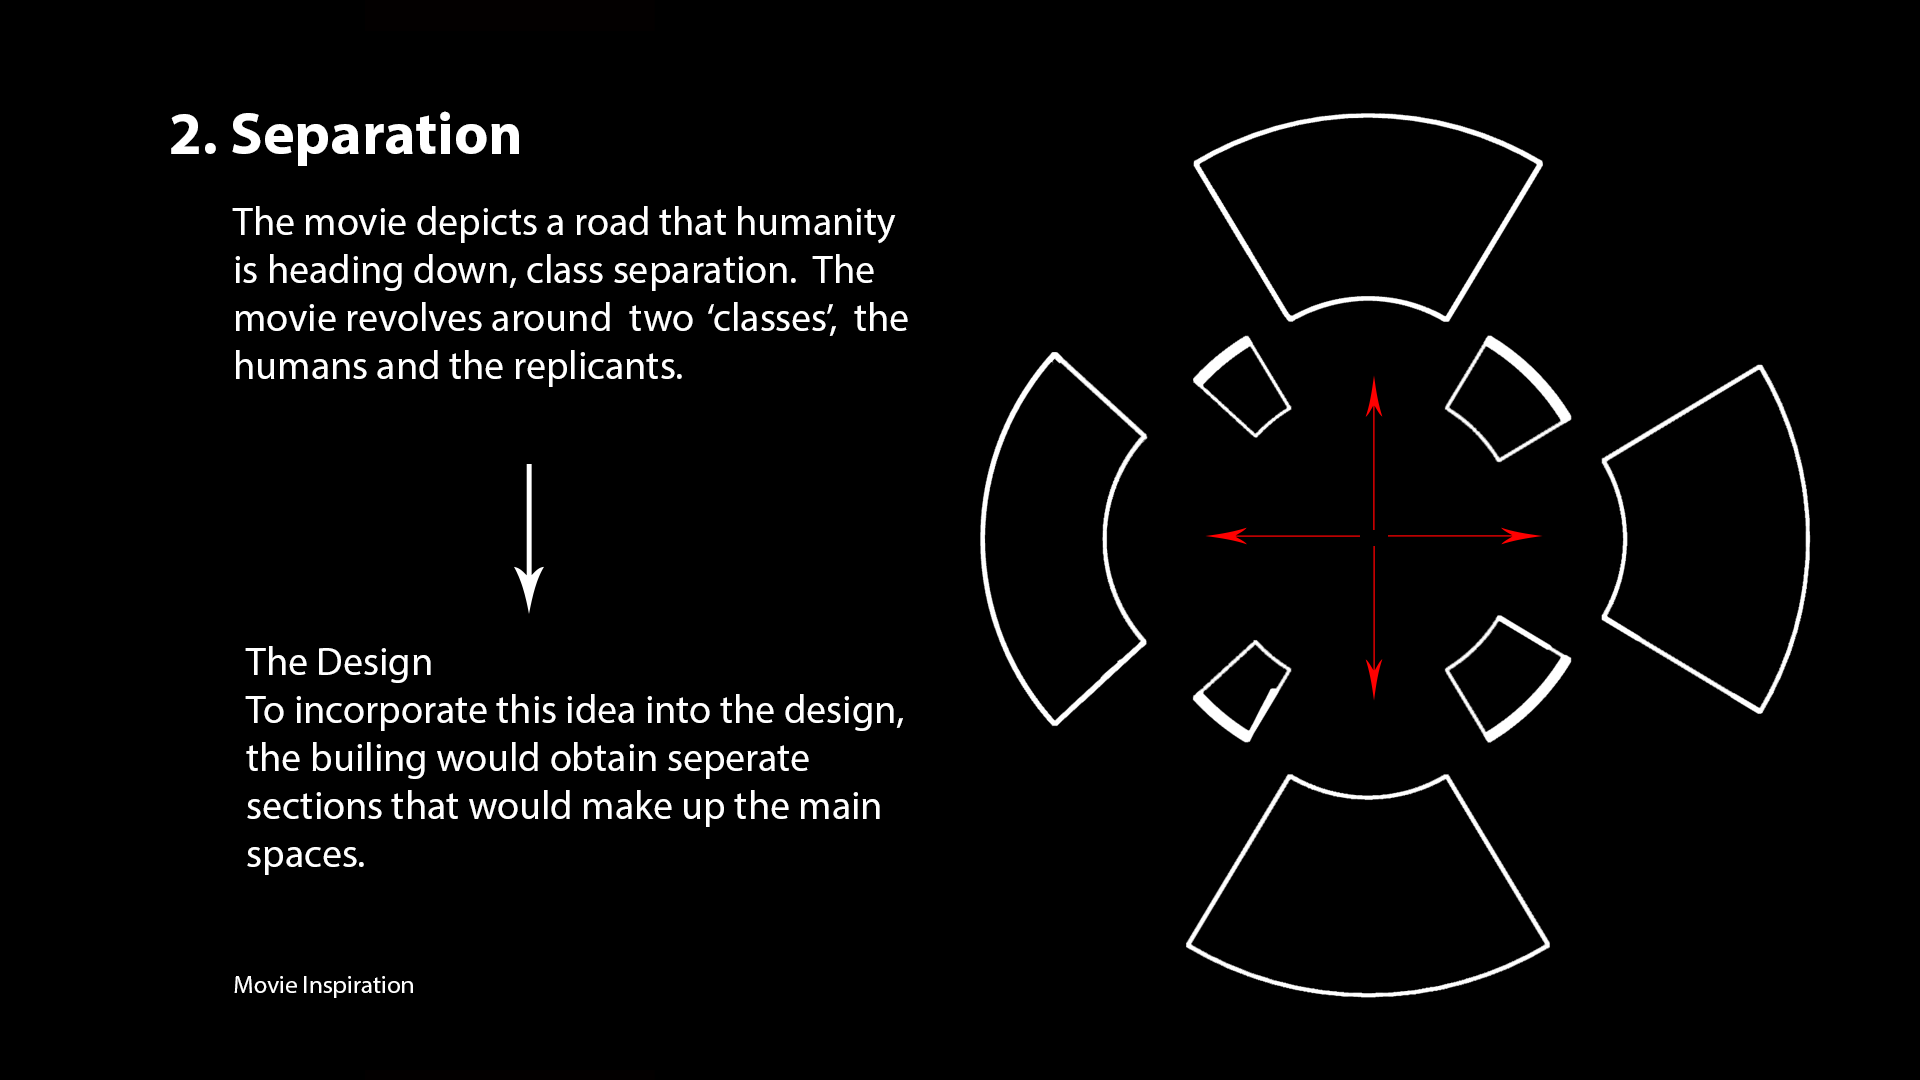 2. Separation
The movie depicts a road that humanity
is heading down, class separation.  The
movie revolves around  two  ‘classes’,  the
humans and the replicants.
The Design
To incorporate this idea into the design,
the builing would obtain seperate
sections that would make up the main
spaces.
Movie Inspiration